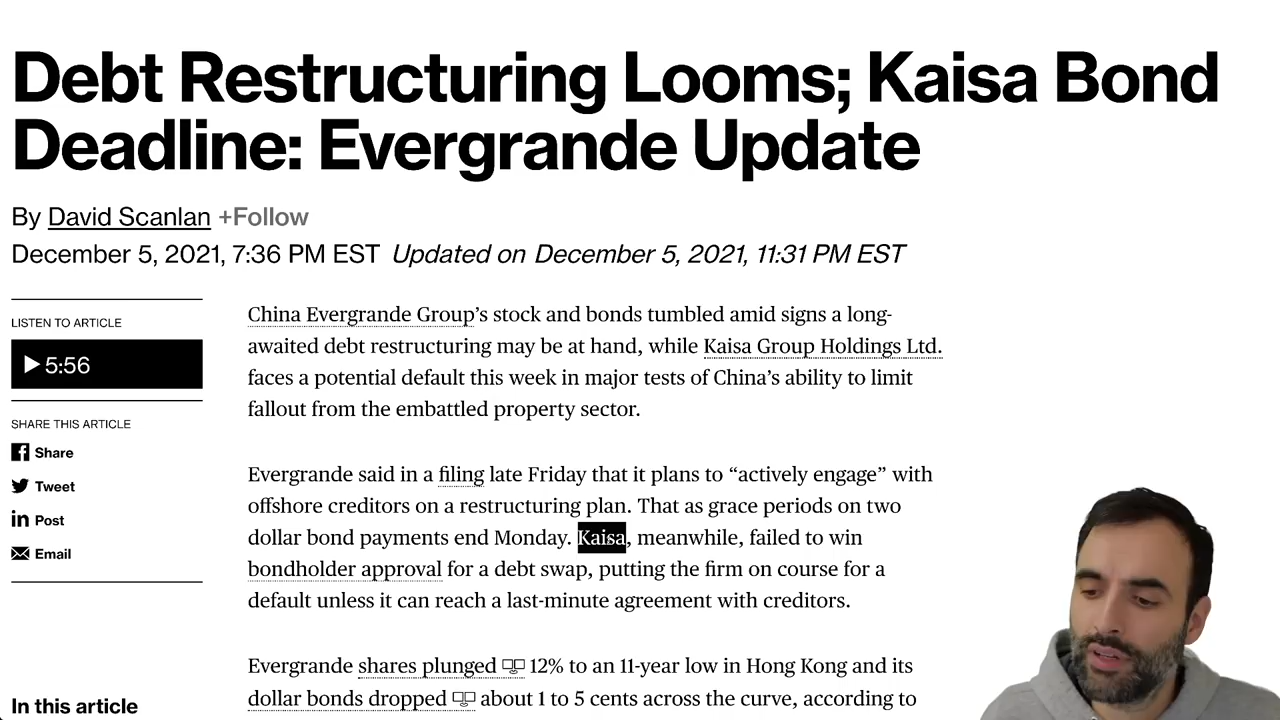 Debt Restructuring Looms; Kaisa Bond
Deadline: Evergrande Update
By David Scanlan +Follow
December 5, 2021, 7:36 PM EST Updated on December 5, 2021, 11:31 PM EST
LISTEN TO ARTICLE
5:56
SHARE THIS ARTICLE
Share
Tweet
in Post
Email
In this article
China Evergrande Group’s stock and bonds tumbled amid signs a long-
awaited debt restructuring may be at hand, while Kaisa Group Holdings Ltd.
faces a potential default this week in major tests of China’s ability to limit
fallout from the embattled property sector.
Evergrande said in a filing late Friday that it plans to “actively engage” with
offshore creditors on a restructuring plan. That as grace periods on two
dollar bond payments end Monday. Kaisa, meanwhile, failed to win
bondholder approval for a debt swap, putting the firm on course for a
default unless it can reach a last-minute agreement with creditors.
Evergrande shares plunged 12% to an 11-year low in Hong Kong and its
dollar bonds dropped about 1 to 5 cents across the curve, according to